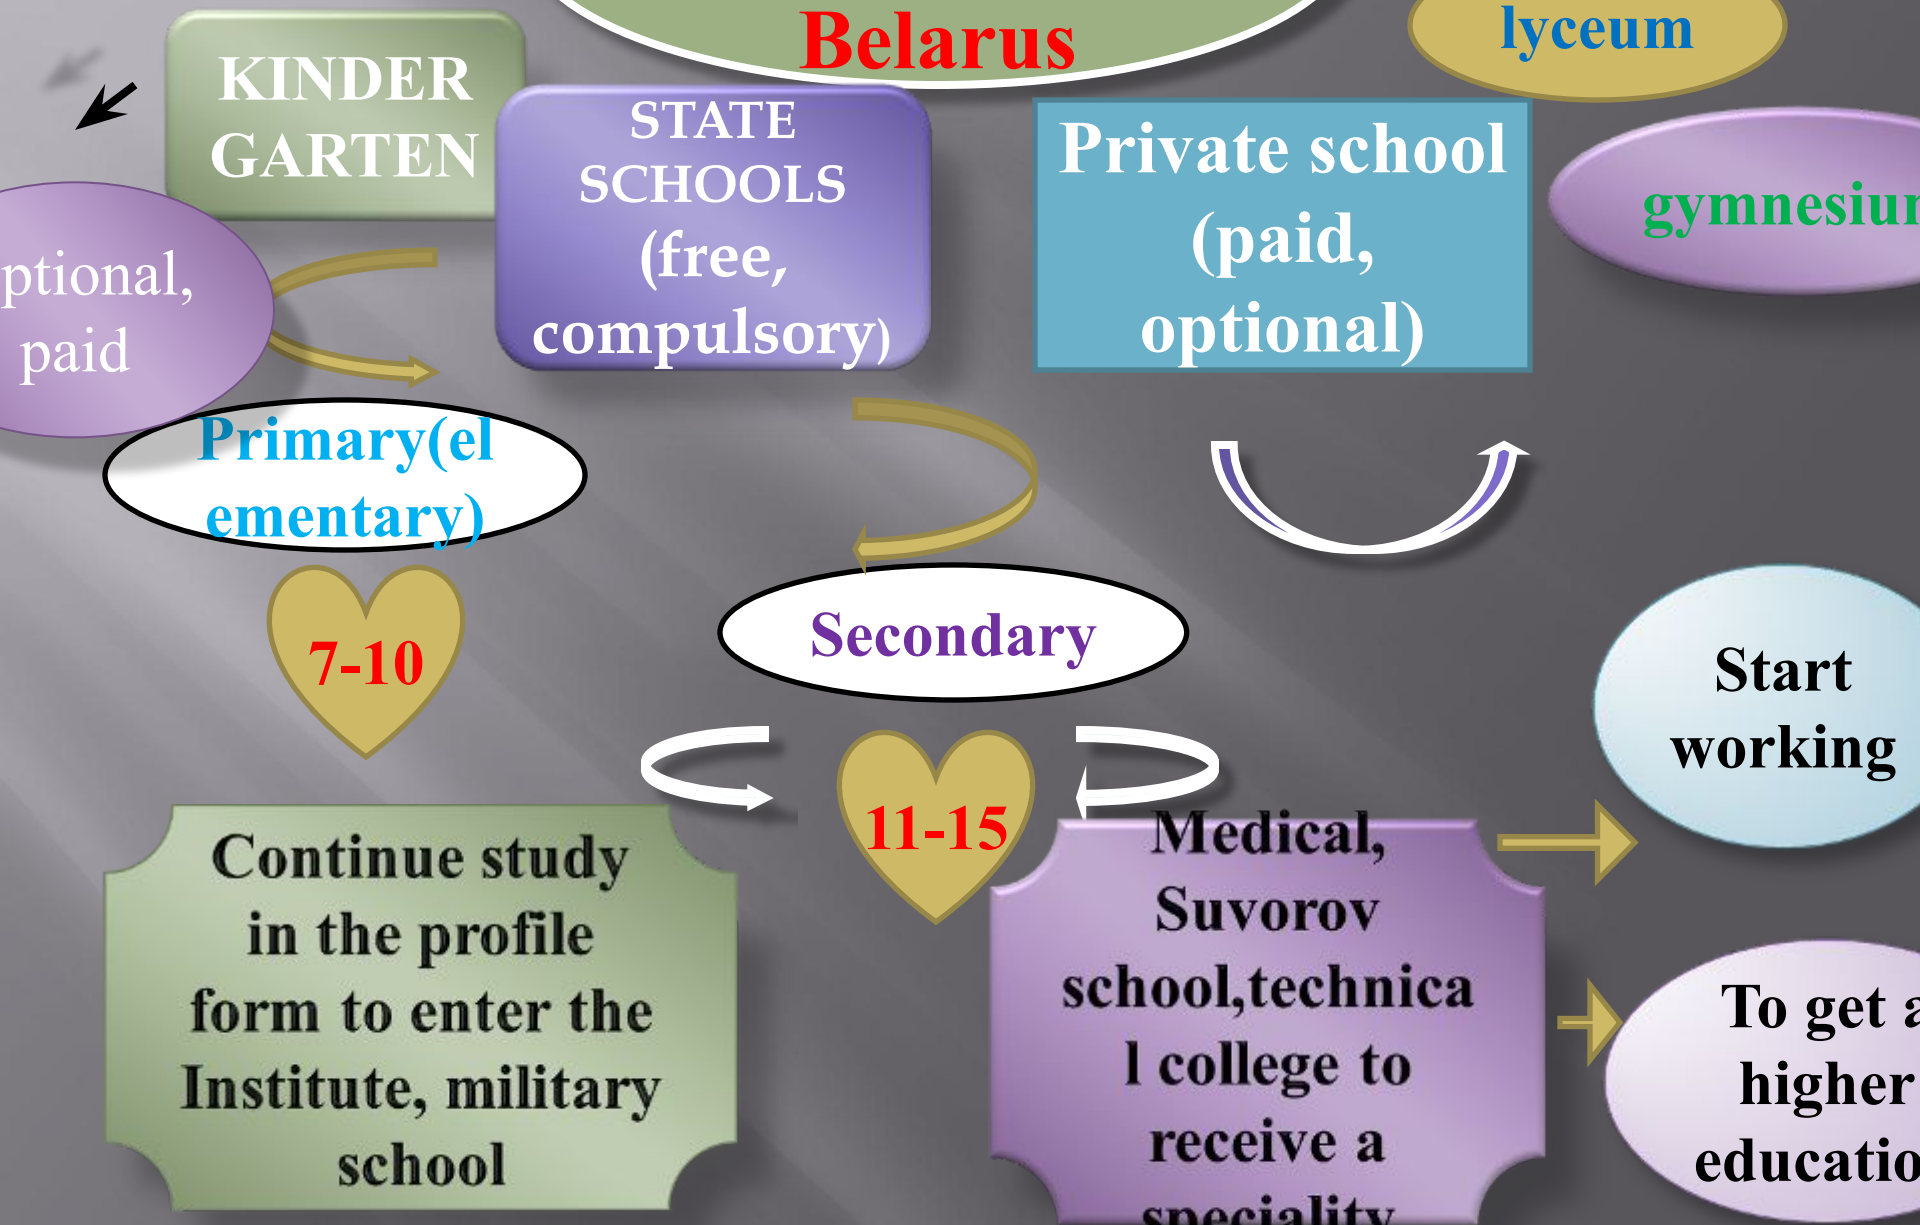 Belarus
lyceum
KINDER
GARTEN
STATE
SCHOOLS
(free,
compulsory)
Private school
(paid,
optional)
gymnesium
ptional,
paid
Primary(el
ementary)
7-10
Secondary
11-15
Start
working
Continue study
in the profile
form to enter the
Institute, military
school
Medical,
Suvorov
school,technica
l college to
receive a
speciality
To get a
higher
educatio